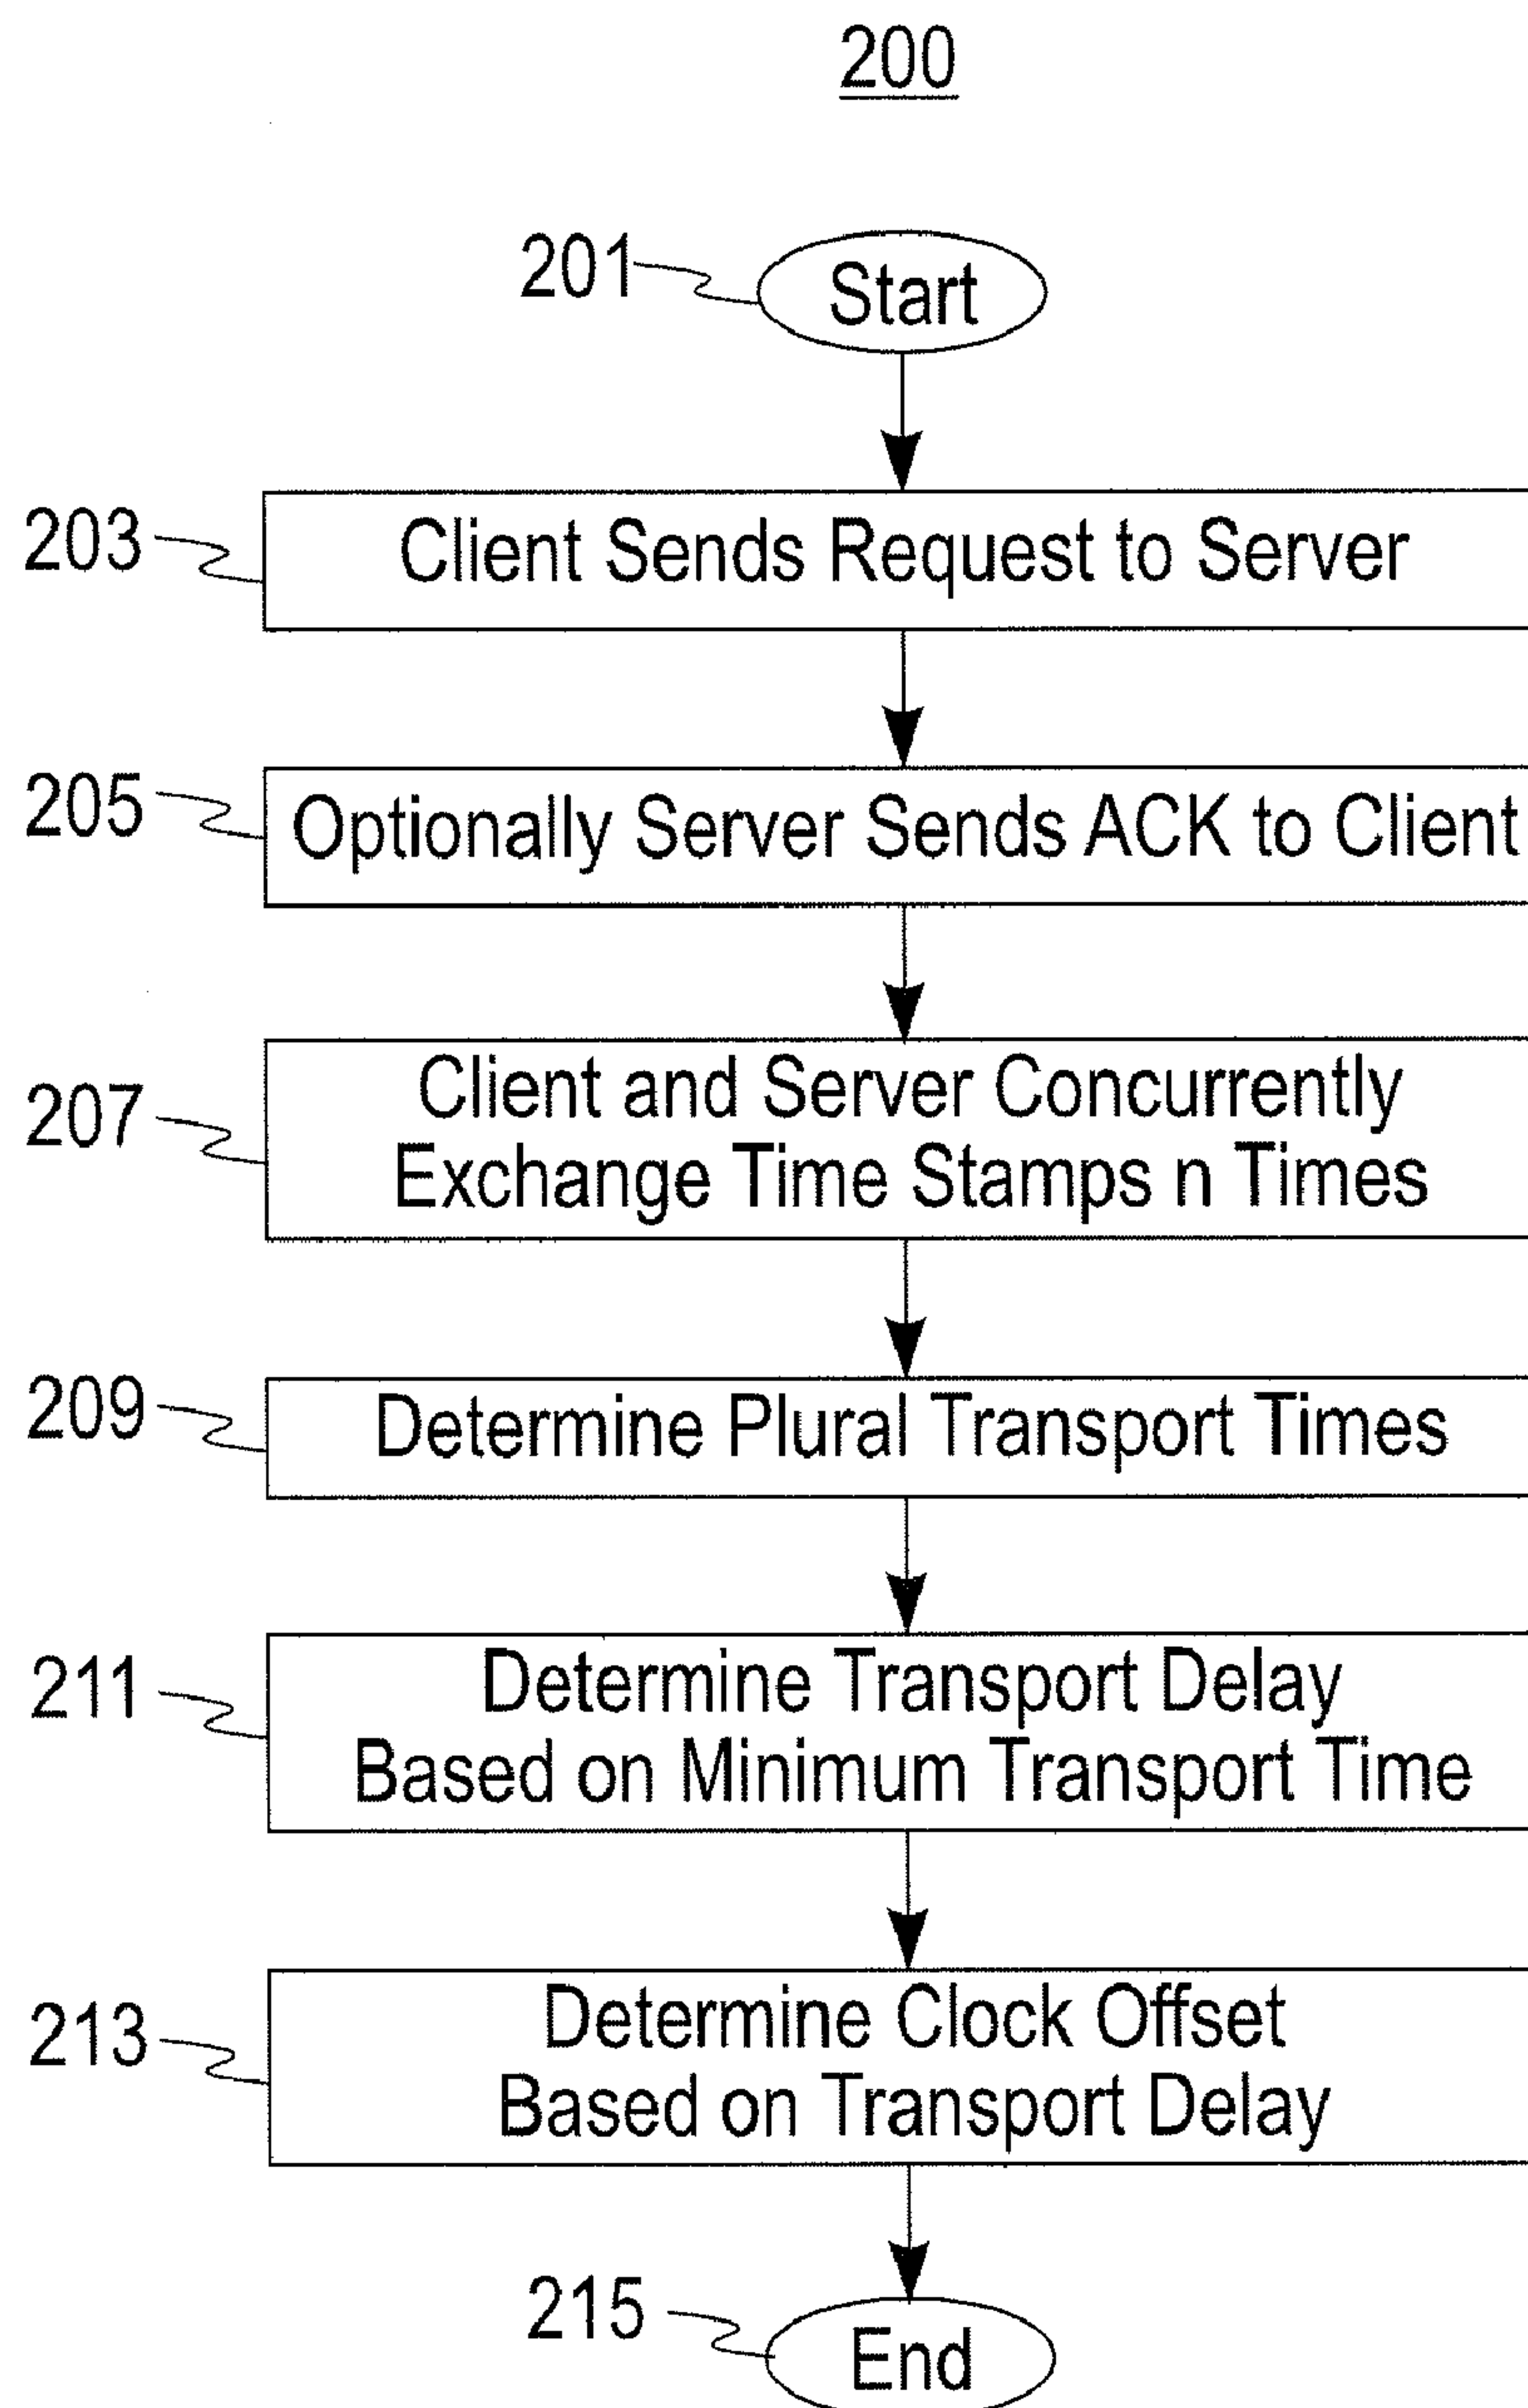 200
201
Start
203
Client Sends Request to Server
205
Optionally Server Sends ACK to Client
207
Client and Server Concurrently
Exchange Time Stamps n Times
209
Determine Plural Transport Times
211
Determine Transport Delay
Based on Minimum Transport Time
213
Determine Clock Offset
Based on Transport Delay
215
End